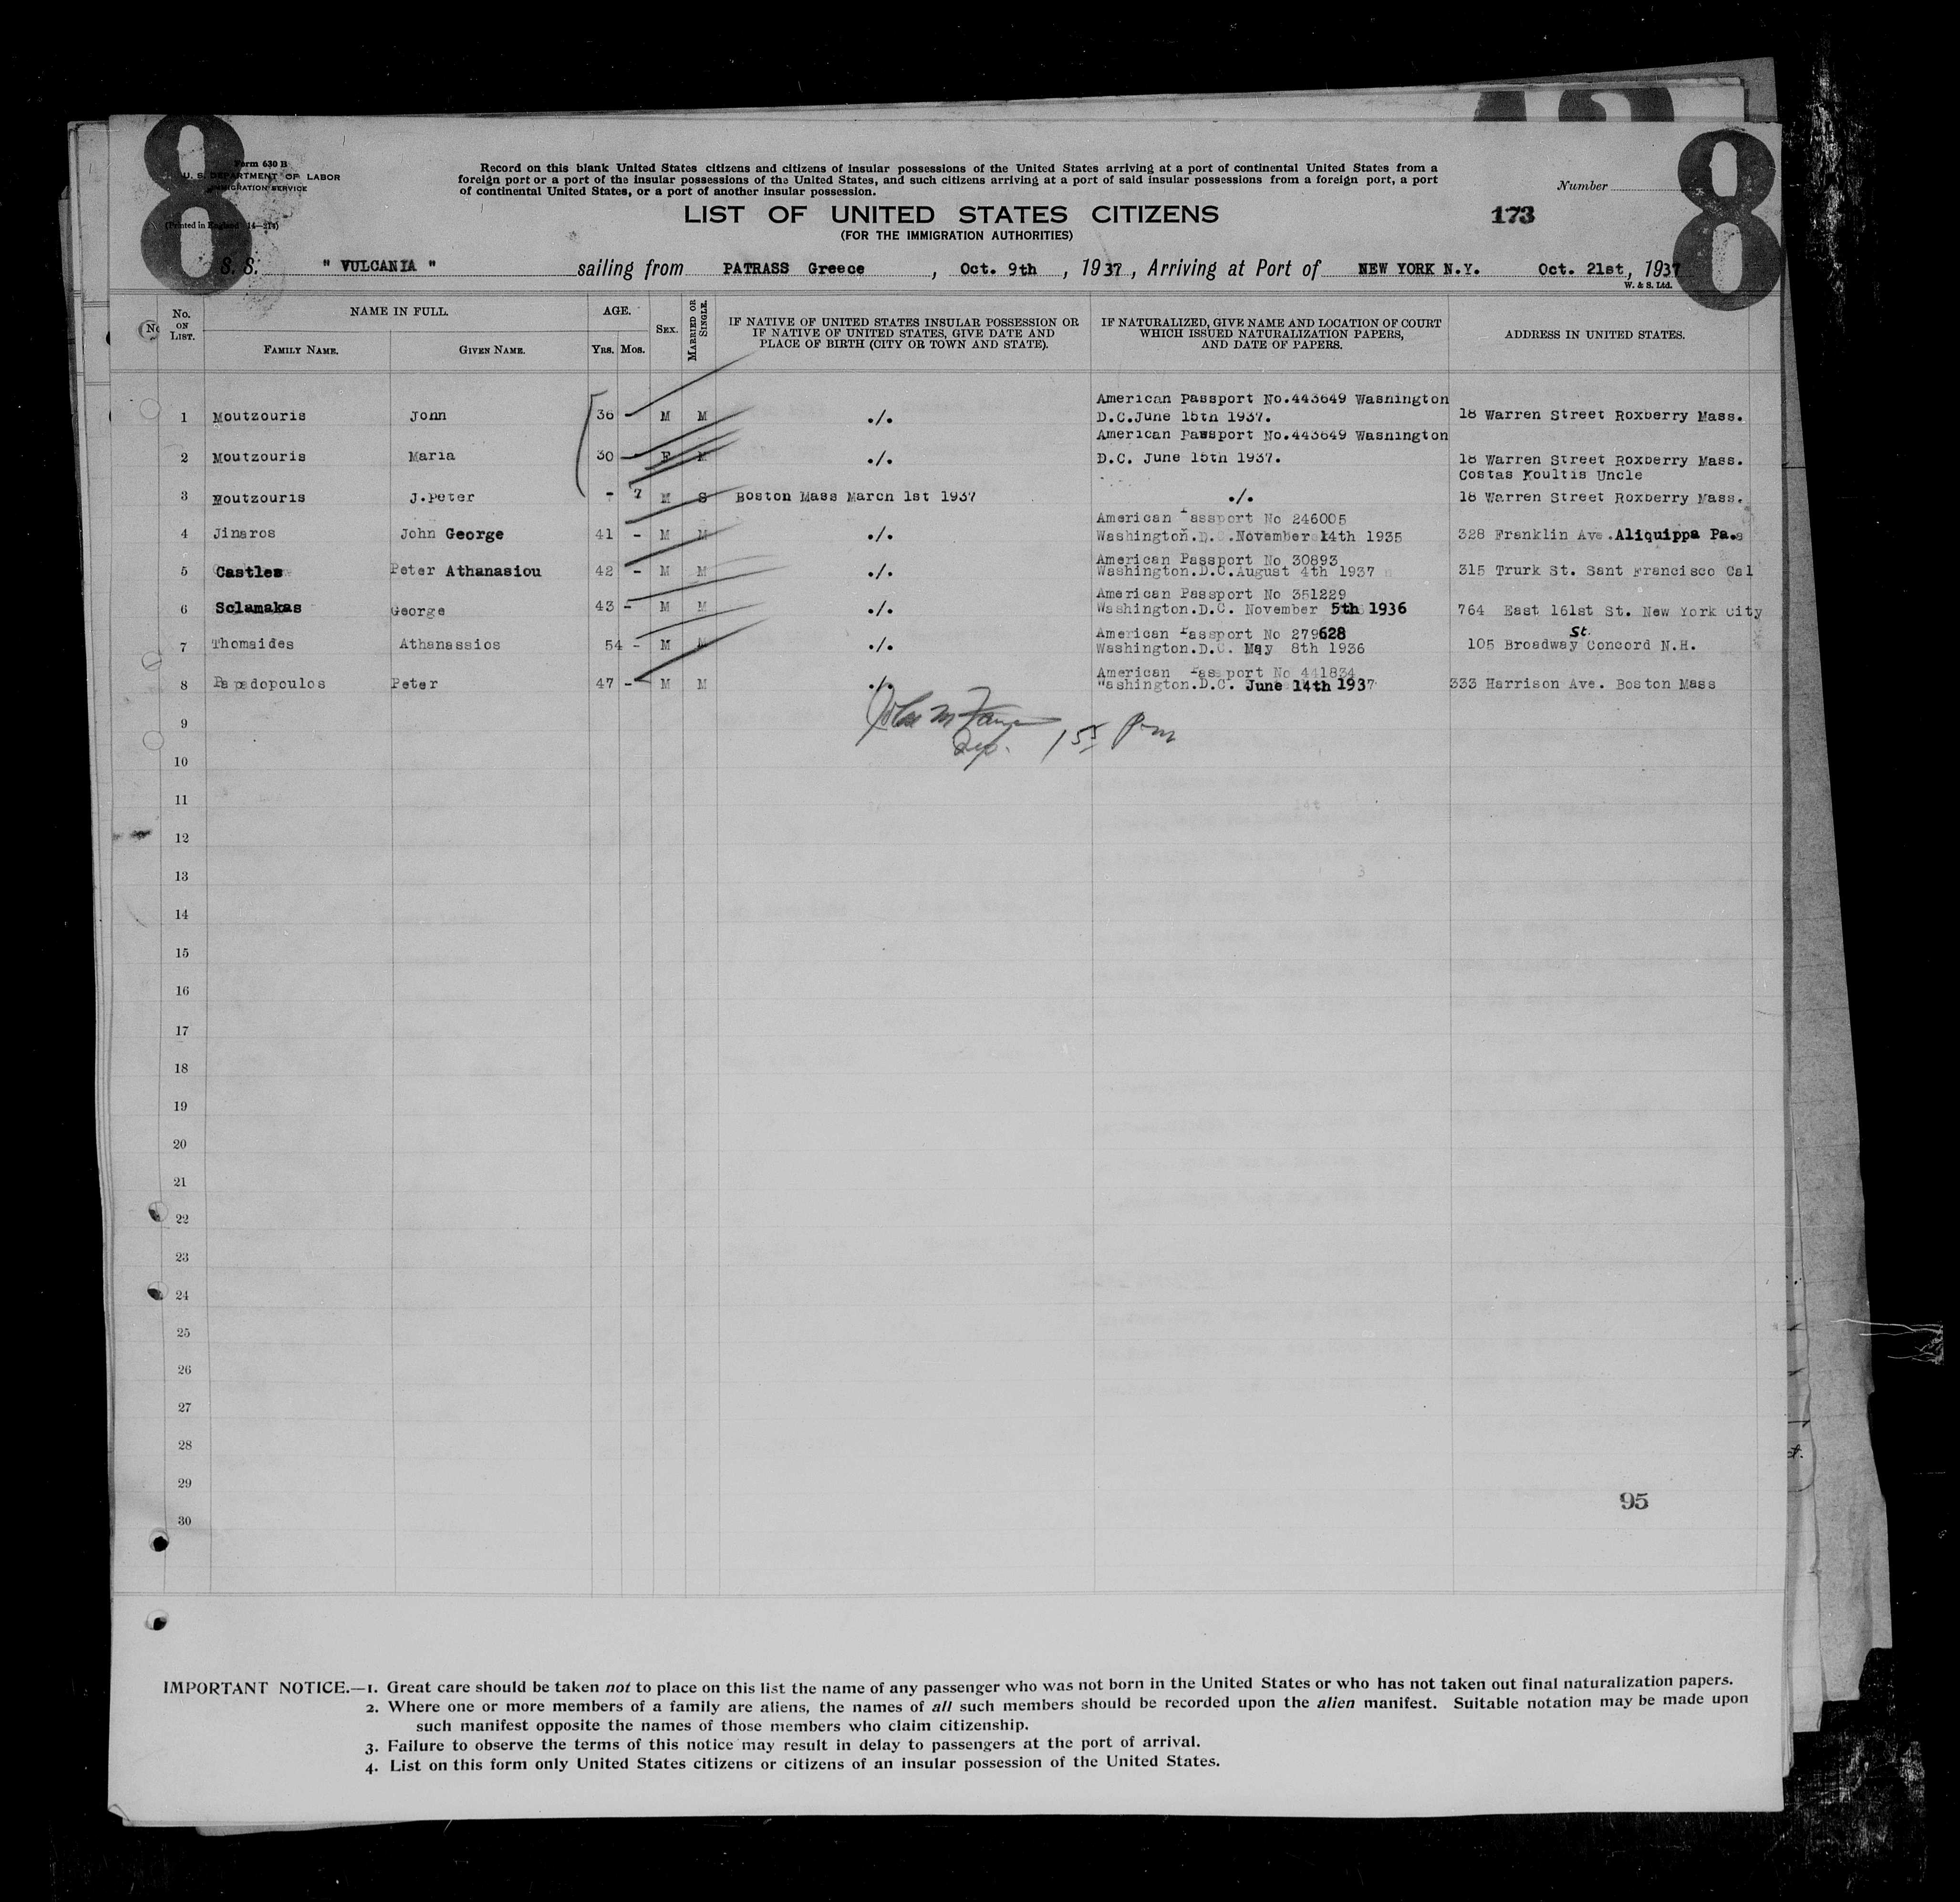 8
8
Form 630 B
U. S. DEPARTMENT OF LABOR
IMMIGRATION SERVICE
(Printed in England 14—214)
Record on this blank United States citizens and citizens of insular possessions of the United States arriving at a port of continental United States from a
foreign port or a port of the insular possessions of the United States, and such citizens arriving at a port of said insular possessions from a foreign port, a port
of continental United States, or a port of another insular possession.
Number
LIST OF UNITED STATES CITIZENS
173
(FOR THE IMMIGRATION AUTHORITIES)
S. S. " VULCANIA " sailing from PATRASS Greece , Oct. 9th , 1937 , Arriving at Port of NEW YORK N.Y. Oct. 21st , 1937
W. & S. Ltd.
No. ON LIST.
NAME IN FULL.
FAMILY NAME.
GIVEN NAME.
AGE.
YRS. MOS.
SEX.
MARRIED OR SINGLE.
IF NATIVE OF UNITED STATES INSULAR POSSESSION OR
IF NATIVE OF UNITED STATES, GIVE DATE AND
PLACE OF BIRTH (CITY OR TOWN AND STATE).
IF NATURALIZED, GIVE NAME AND LOCATION OF COURT
WHICH ISSUED NATURALIZATION PAPERS,
AND DATE OF PAPERS.
ADDRESS IN UNITED STATES.
American Passport No.443649 Washington
1 Moutzouris John 36 M M ./. D.C.June 15th 1937. 18 Warren Street Roxberry Mass.
American Passport No.443649 Washington
2 Moutzouris Maria 30 F M ./. D.C. June 15th 1937. 18 Warren Street Roxberry Mass.
Costas Koultis Uncle
3 Moutzouris J.Peter - 7 M S Boston Mass March 1st 1937 ./. 18 Warren Street Roxberry Mass.
American Passport No 246005
4 Jinaros John George 41 - M M ./. Washington.D.C.November 14th 1935 328 Franklin Ave.Aliquippa Pa.
American Passport No 30893
5 Castles Peter Athanasiou 42 - M M ./. Washington.D.C.August 4th 1937 315 Trurk St. Sant Francisco Cal
American Passport No 351229
6 Sclamakas George 43 - M M ./. Washington.D.C. November 5th 1936 764 East 161st St. New York City
American Passport No 279628
St.
7 Thomaides Athanassios 54 - M M ./. Washington.D.C. May 8th 1936 105 Broadway Concord N.H.
American Passport No 441834
8 Papadopoulos Peter 47 - M M ./. Washington.D.C. June 14th 1937 333 Harrison Ave. Boston Mass
9
1 55 pm
10
11
12
13
14
15
16
17
18
19
20
21
22
23
24
25
26
27
28
29
95
30
IMPORTANT NOTICE.—1. Great care should be taken not to place on this list the name of any passenger who was not born in the United States or who has not taken out final naturalization papers.
2. Where one or more members of a family are aliens, the names of all such members should be recorded upon the alien manifest. Suitable notation may be made upon
such manifest opposite the names of those members who claim citizenship.
3. Failure to observe the terms of this notice may result in delay to passengers at the port of arrival.
4. List on this form only United States citizens or citizens of an insular possession of the United States.